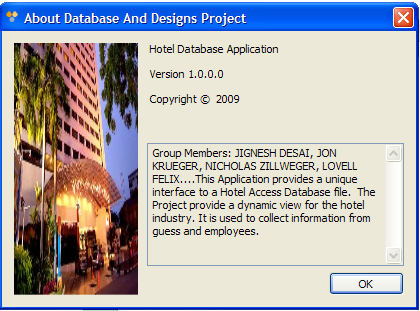 About Database And Designs Project
Hotel Database Application
Version 1.0.0.0
Copyright © 2009
Group Members: JIGNESH DESAI, JON
KRUEGER, NICHOLAS ZILLWEGER, LOVELL
FELIX....This Application provides a unique
interface to a Hotel Access Database file.  The
Project provide a dynamic view for the hotel
industry. It is used to collect information from
guess and employees.
OK